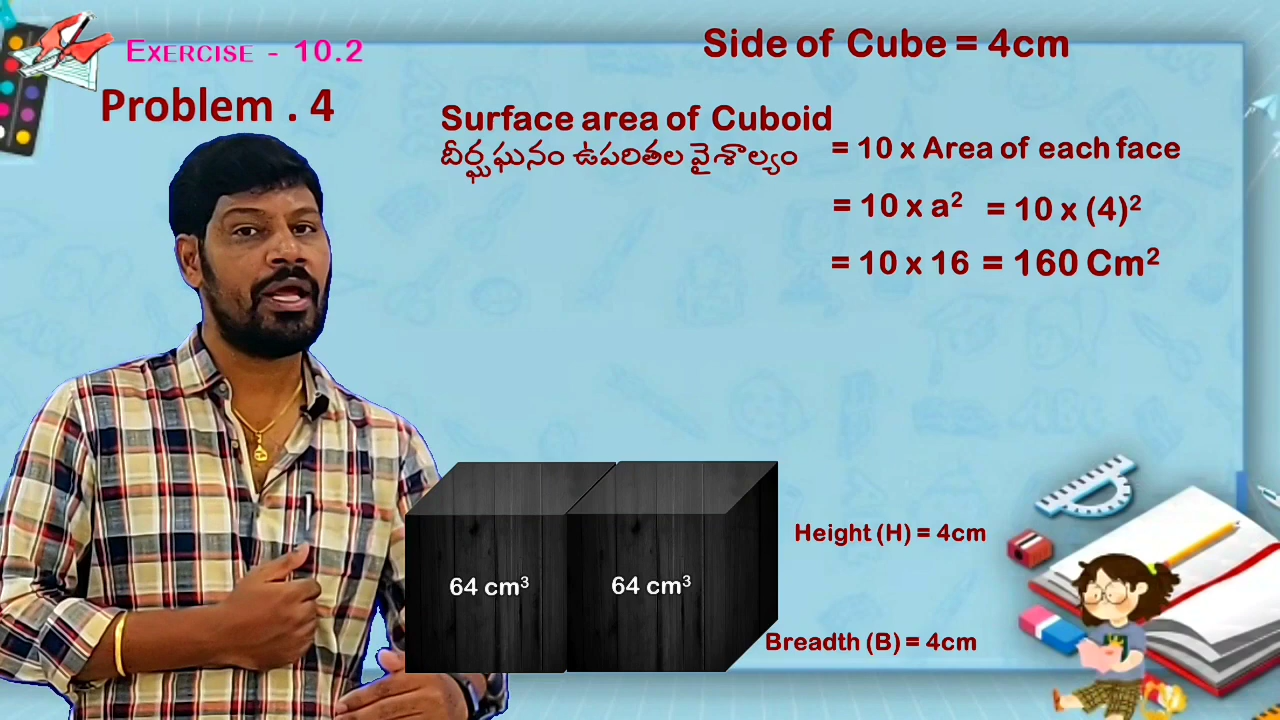 EXERCISE - 10.2
Problem . 4
Side of Cube = 4cm
Surface area of Cuboid
దీర్ఘఘనం ఉపరితల వైశాల్యం
= 10 x Area of each face
= 10 x a² = 10 x (4)²
= 10 x 16 = 160 Cm²
64 cm³ 64 cm³
Height (H) = 4cm
Breadth (B) = 4cm